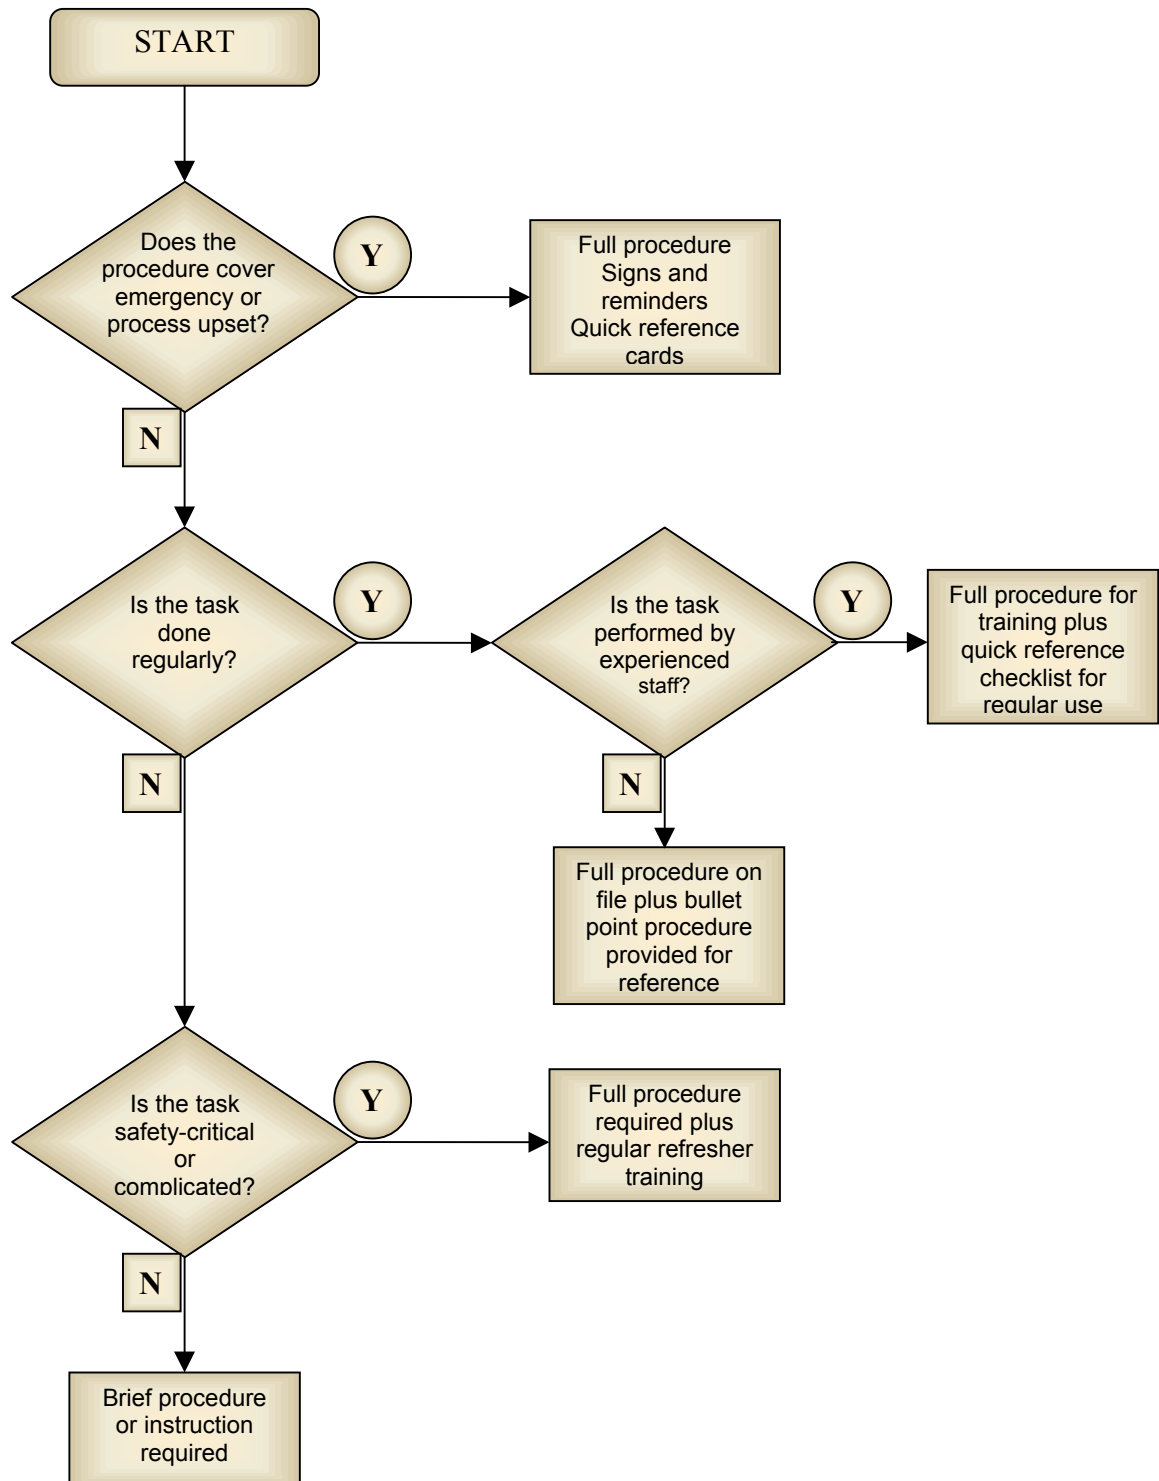 START
Does the
procedure cover
emergency or
process upset?
Y
Full procedure
Signs and
reminders
Quick reference
cards
N
Is the task
done
regularly?
Y
Is the task
performed by
experienced
staff?
Y
Full procedure for
training plus
quick reference
checklist for
regular use
N
N
Full procedure on
file plus bullet
point procedure
provided for
reference
Is the task
safety-critical
or
complicated?
Y
Full procedure
required plus
regular refresher
training
N
Brief procedure
or instruction
required